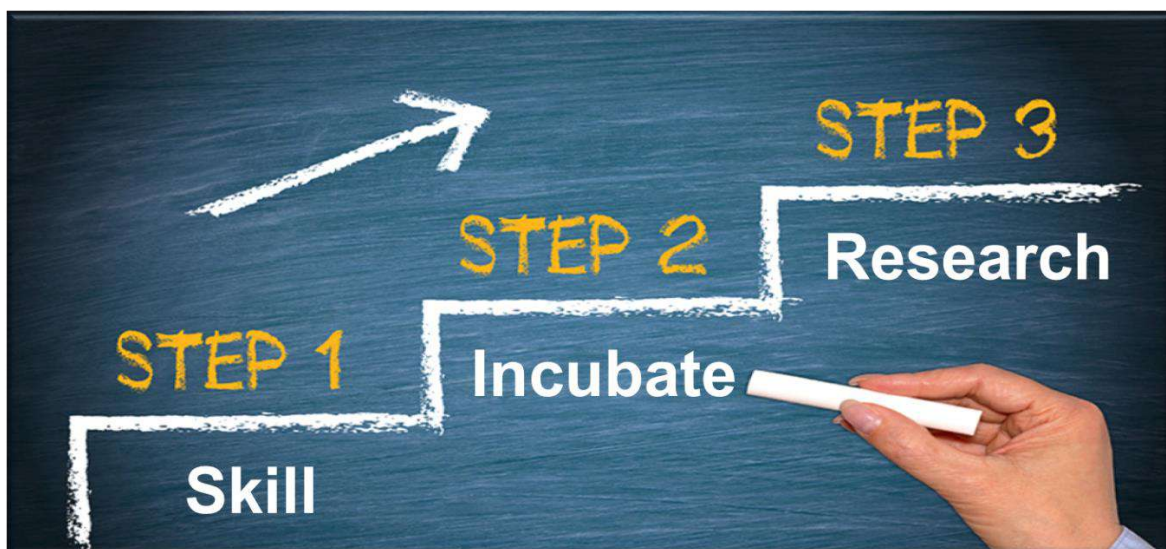 STEP 1
Skill
STEP 2
Incubate
STEP 3
Research